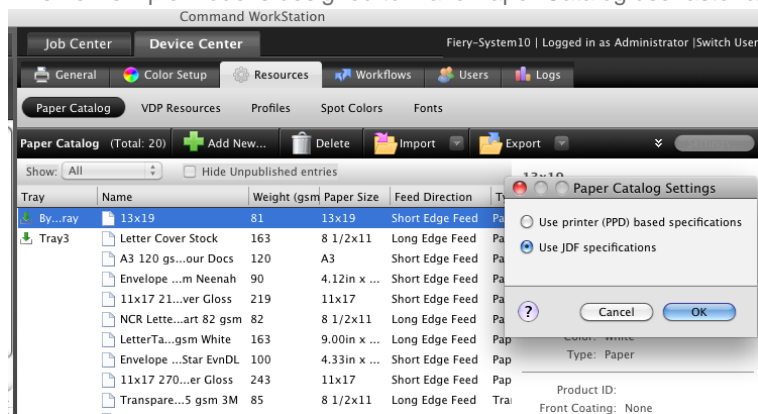 Command WorkStation
Job Center Device Center Fiery-System10 | Logged in as Administrator |Switch User
General Color Setup Resources Workflows Users Logs
Paper Catalog VDP Resources Profiles Spot Colors Fonts
Paper Catalog (Total: 20) Add New... Delete Import Export
Show: All Hide Unpublished entries
13x19
Paper Catalog Settings
Use printer (PPD) based specifications
Use JDF specifications
? Cancel OK
Tray Name Weight (gsm Paper Size Feed Direction Ty
By...ray 13x19 81 13x19 Short Edge Feed Pa
Tray3 Letter Cover Stock 163 8 1/2x11 Long Edge Feed Pa
A3 120 gs...our Docs 120 A3 Short Edge Feed Pa
Envelope ...m Neenah 90 4.12in x ... Short Edge Feed Pa
11x17 21...ver Gloss 219 11x17 Short Edge Feed Pa
NCR Lette...art 82 gsm 82 8 1/2x11 Long Edge Feed Pa
LetterTa...gsm White 163 9.00in x ... Long Edge Feed Pap
Envelope ...Star EvnDL 100 4.33in x ... Short Edge Feed Pap
11x17 270...er Gloss 243 11x17 Short Edge Feed Pap
Transpare...5 gsm 3M 85 8 1/2x11 Long Edge Feed Tra
Color: White
Type: Paper
Product ID:
Front Coating: None